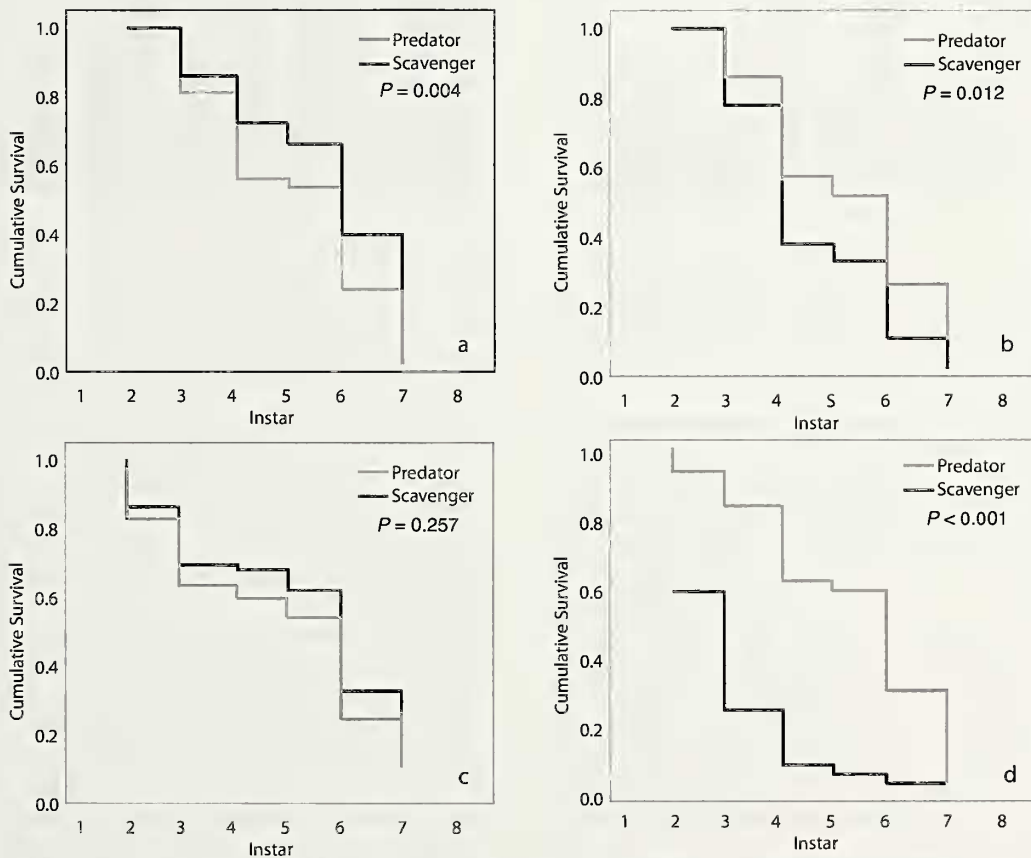 Cumulative Survival
1.0
0.8
0.6
0.4
0.2
0.0
Predator
Scavenger
P = 0.004
a
1 2 3 4 5 6 7 8
Instar
Cumulative Survival
1.0
0.8
0.6
0.4
0.2
0.0
Predator
Scavenger
P = 0.012
b
1 2 3 4 S 6 7 8
Instar
Cumulative Survival
1.0
0.8
0.6
0.4
0.2
0.0
Predator
Scavenger
P = 0.257
c
1 2 3 4 5 6 7 8
Instar
Cumulative Survival
1.0
0.8
0.6
0.4
0.2
0.0
Predator
Scavenger
P < 0.001
d
1 2 3 4 5 6 7 8
Instar